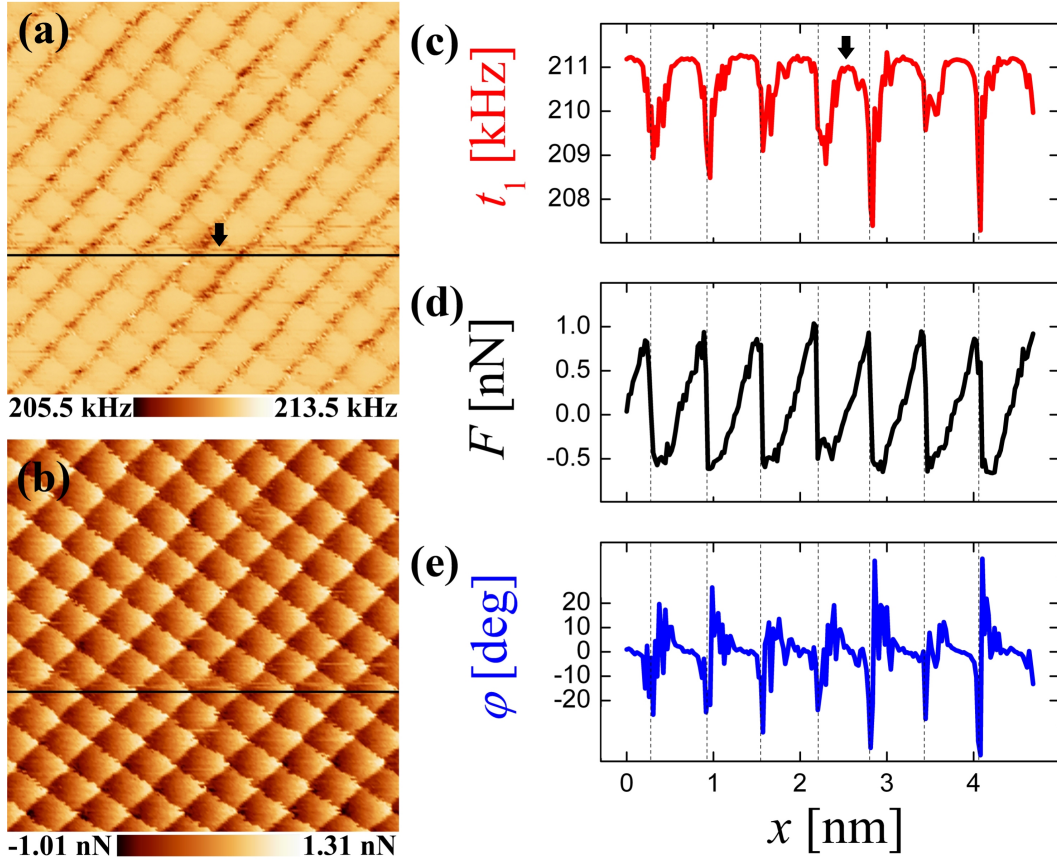 (a)
205.5 kHz 213.5 kHz
(b)
-1.01 nN 1.31 nN
(c)
t₁ [kHz]
211
210
209
208
(d)
F [nN]
1.0
0.5
0.0
-0.5
(e)
φ [deg]
20
10
0
-10
-20
0 1 2 3 4
x [nm]